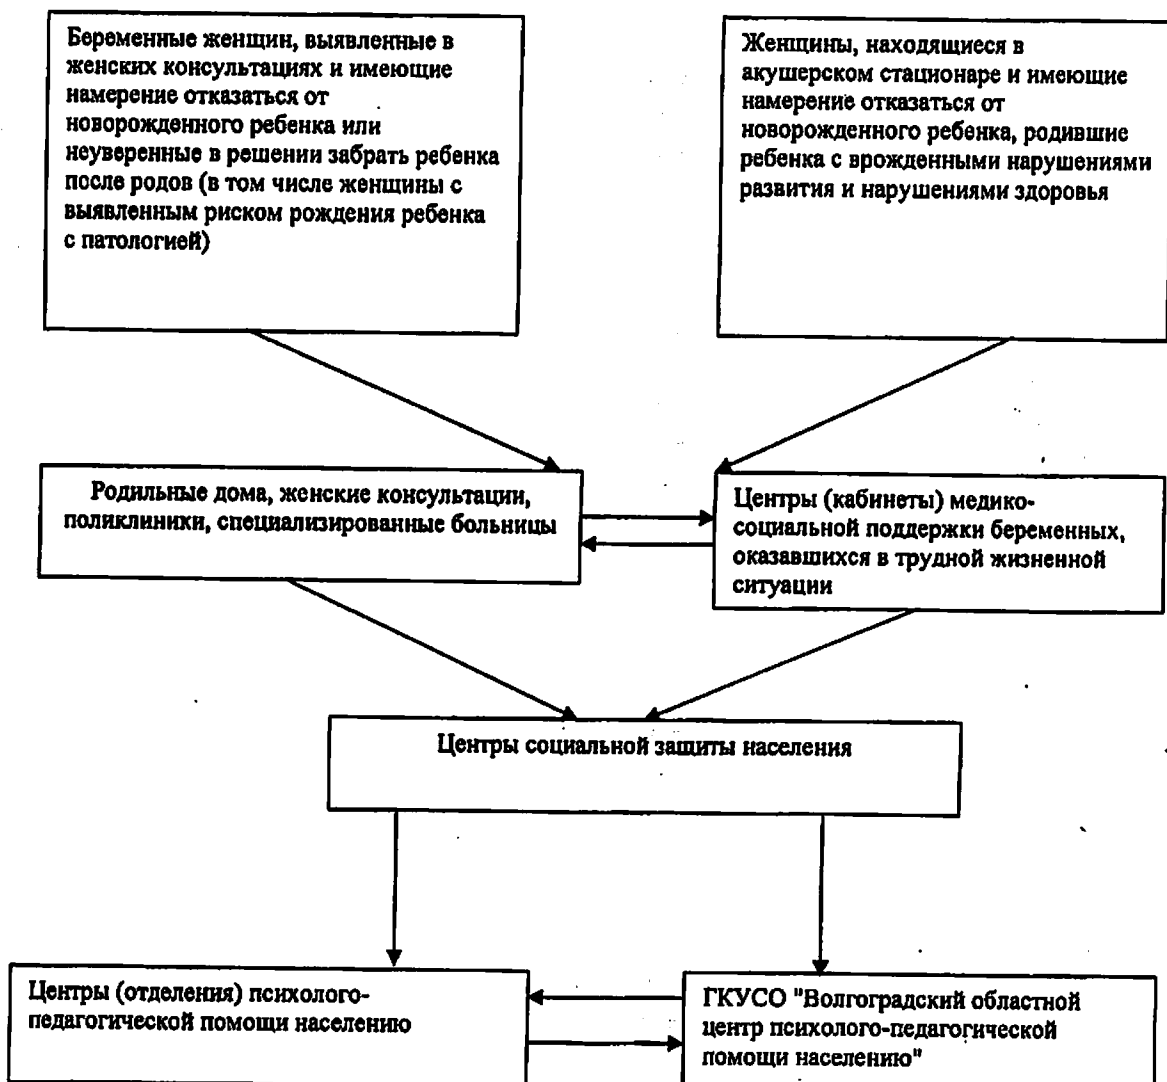 Беременные женщин, выявленные в
женских консультациях и имеющие
намерение отказаться от
новорожденного ребенка или
неуверенные в решении забрать ребенка
после родов (в том числе женщины с
выявленным риском рождения ребенка
с патологией)
Женщины, находящиеся в
акушерском стационаре и имеющие
намерение отказаться от
новорожденного ребенка, родившие
ребенка с врожденными нарушениями
развития и нарушениями здоровья
Родильные дома, женские консультации,
поликлиники, специализированные больницы
Центры (кабинеты) медико-
социальной поддержки беременных,
оказавшихся в трудной жизненной
ситуации
Центры социальной защиты населения
Центры (отделения) психолого-
педагогической помощи населению
ГКУСО "Волгоградский областной
центр психолого-педагогической
помощи населению"